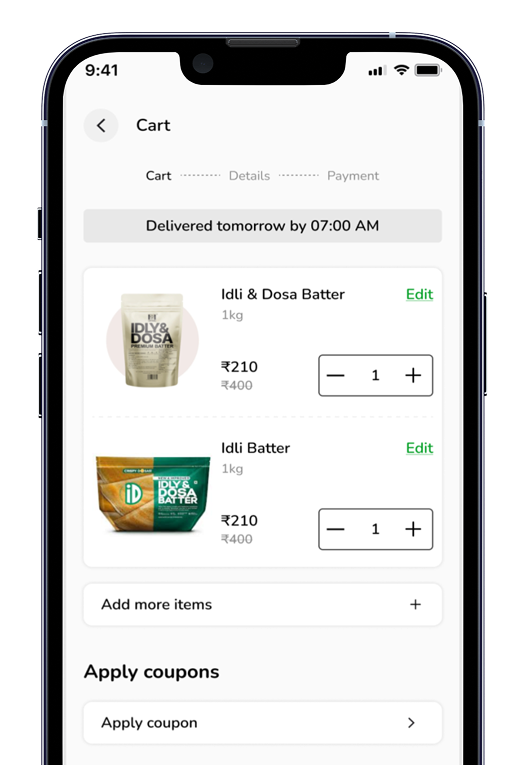 9:41
Cart
Cart Details Payment
Delivered tomorrow by 07:00 AM
Idli & Dosa Batter Edit
1kg
IDLY&
DOSA
PREMIUM BATTER
₹210
₹400
1
Idli Batter Edit
1kg
iD
IDLY &
DOSA
BATTER
₹210
₹400
1
Add more items
Apply coupons
Apply coupon